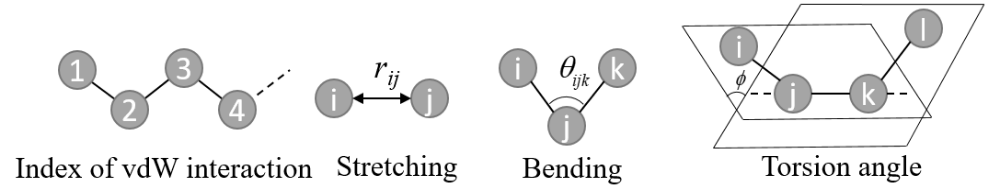 1 2 3 4
i r_ij j
i θ_ijk k
j
i l
ϕ j k
Index of vdW interaction
Stretching
Bending
Torsion angle